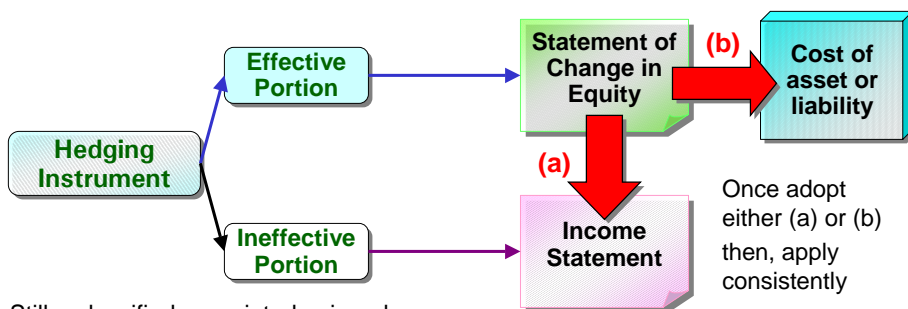 Effective
Portion
Statement of
Change in
Equity
(b)
Cost of
asset or
liability
Hedging
Instrument
(a)
Ineffective
Portion
Income
Statement
Once adopt
either (a) or (b)
then, apply
consistently